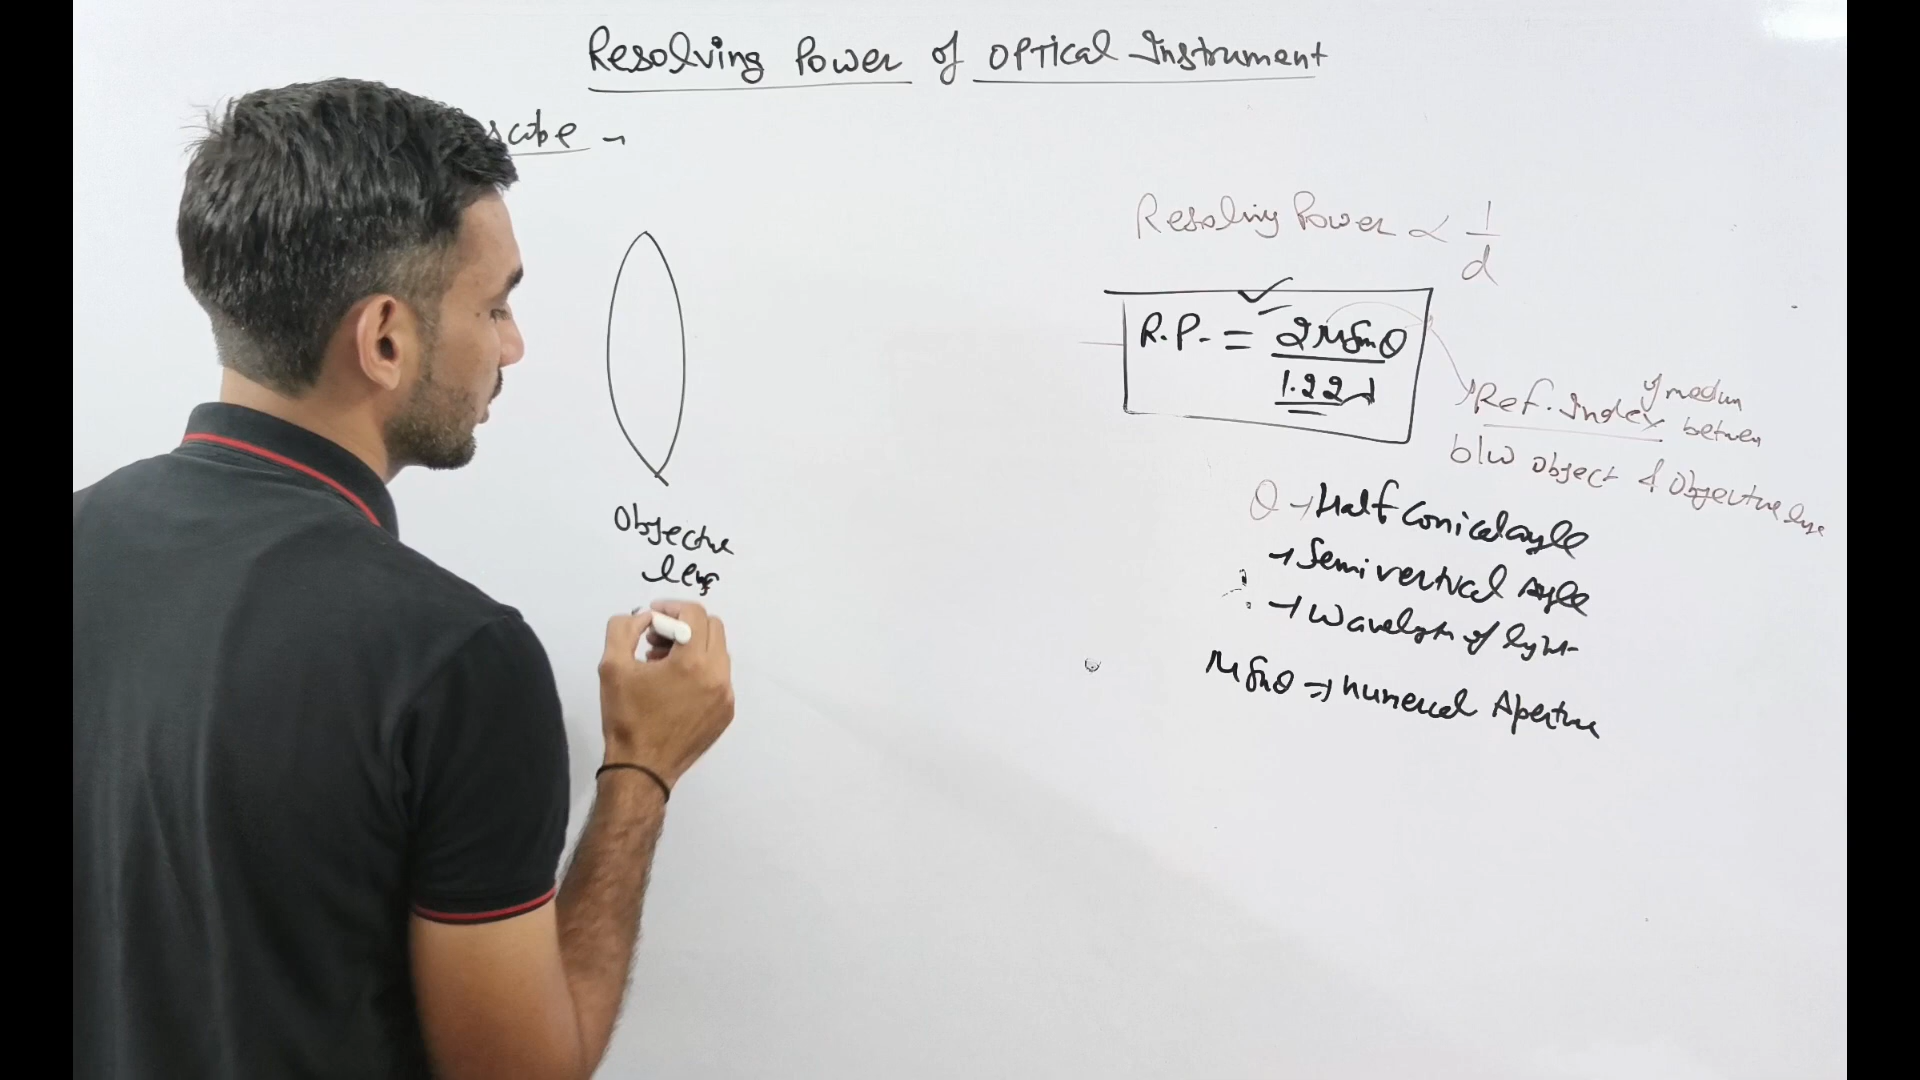 Resolving Power of Optical Instrument
scope →
Resolving Power ∝ 1/d
R.P. = 2μSinθ / 1.22λ
Ref. Index of medium between
b/w object & Objective lens
θ → Half Conical angle
→ Semi vertical Angle
→ Wavelength of light
μSinθ ⇒ Numerical Aperture
Objective
lens